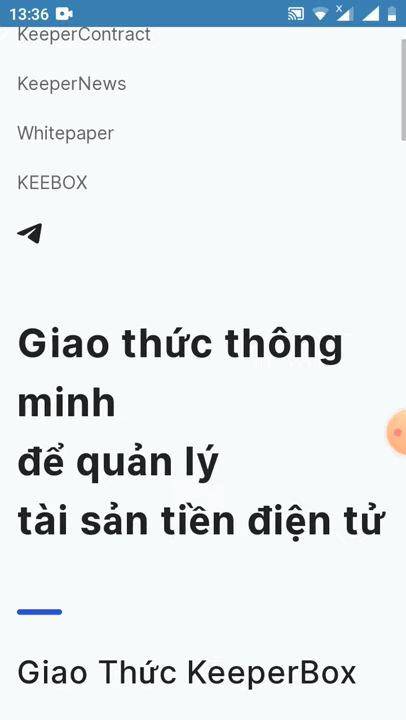 13:36
KeeperContract
KeeperNews
Whitepaper
KEEBOX
Giao thức thông
minh
để quản lý
tài sản tiền điện tử
Giao Thức KeeperBox